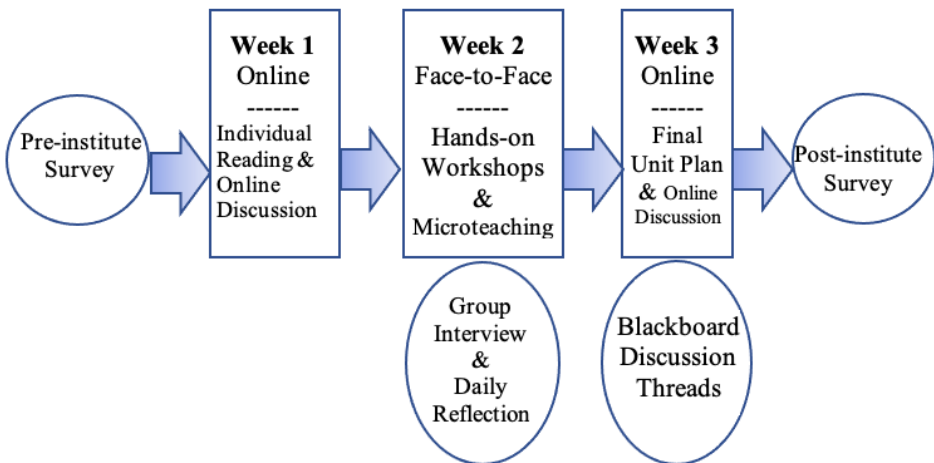 Pre-institute
Survey
Week 1
Online
------
Individual
Reading &
Online
Discussion
Week 2
Face-to-Face
------
Hands-on
Workshops
&
Microteaching
Group
Interview
&
Daily
Reflection
Week 3
Online
------
Final
Unit Plan
& Online
Discussion
Blackboard
Discussion
Threads
Post-institute
Survey